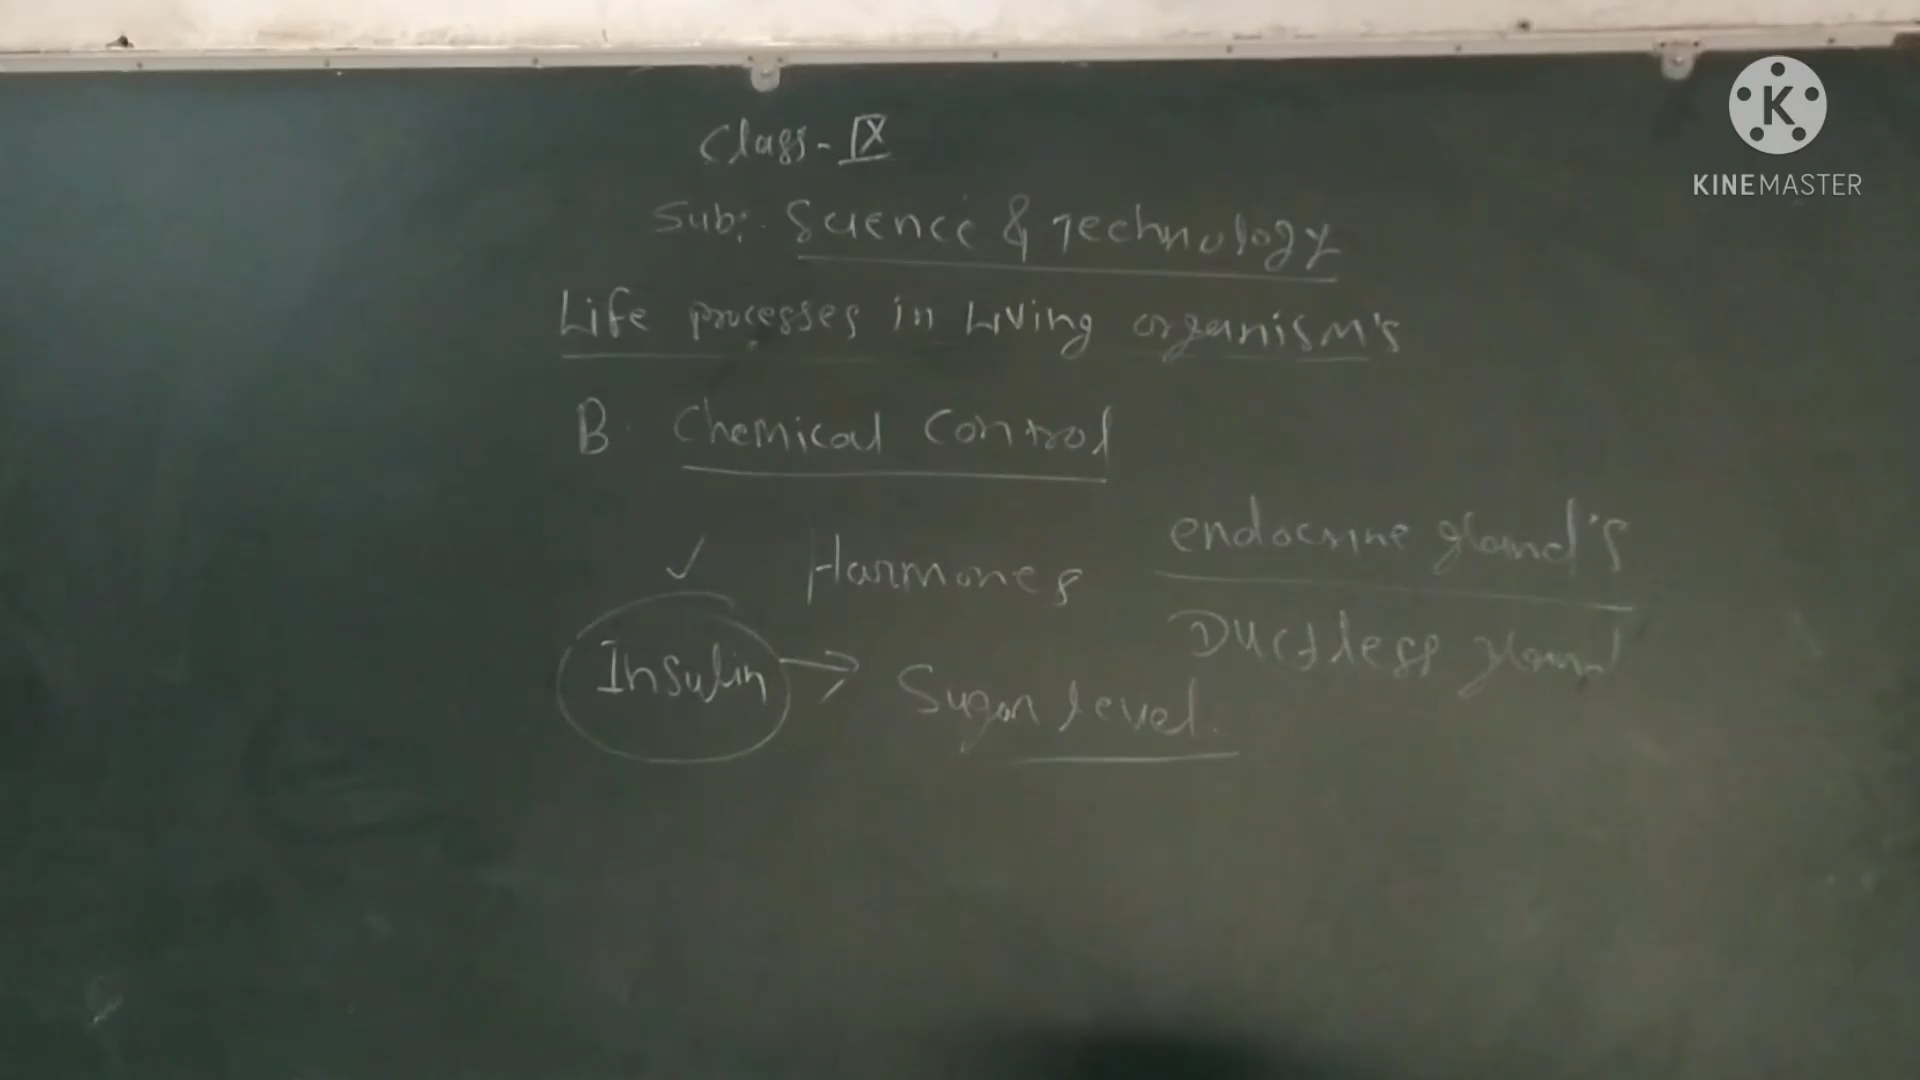 Class - IX
Sub:- Science & Technology
Life processes in Living organism's
B. Chemical Control
✓ Harmones endocrine gland's
Ductless gland
Insulin → Sugar level.
K
KINEMASTER